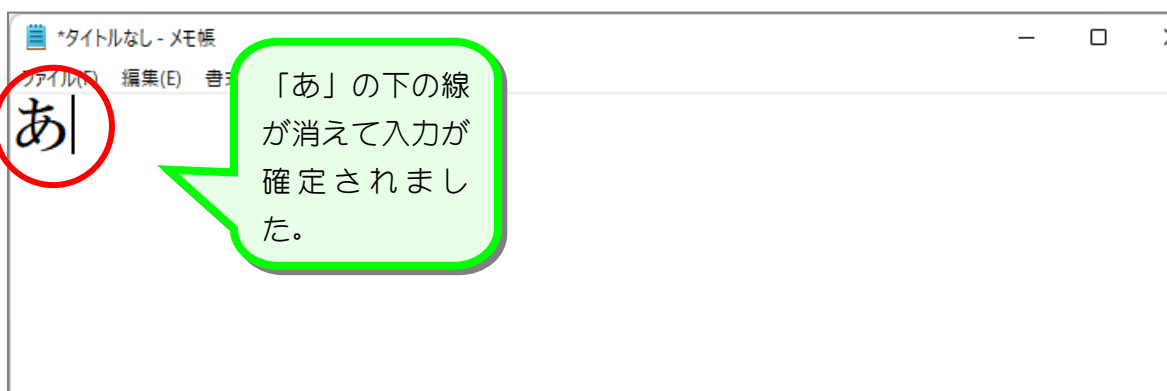 *タイトルなし - メモ帳
ファイル(F) 編集(E)
あ
「あ」の下の線
が消えて入力が
確定されまし
た。